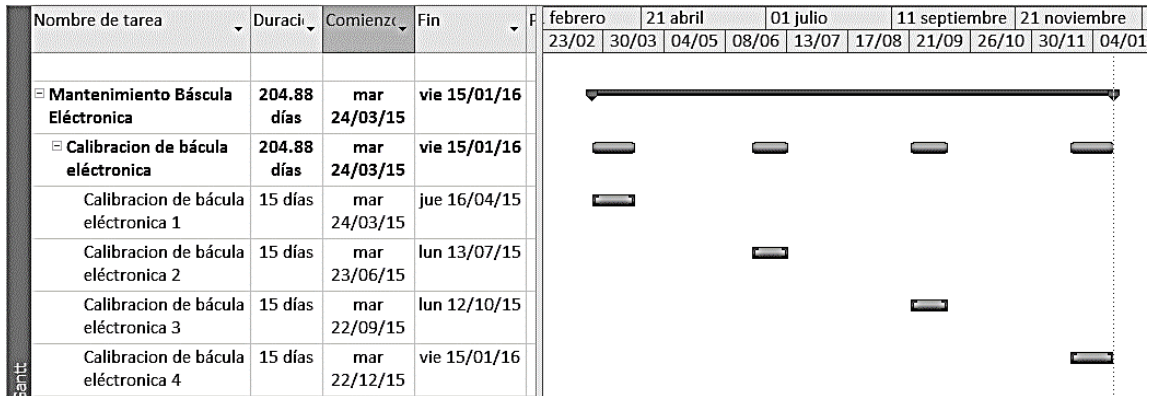 Nombre de tarea Duració Comienzo Fin P febrero 21 abril 01 julio 11 septiembre 21 noviembre
23/02 30/03 04/05 08/06 13/07 17/08 21/09 26/10 30/11 04/01
Mantenimiento Báscula 204.88 mar vie 15/01/16
Eléctronica días 24/03/15
Calibracion de bácula 204.88 mar vie 15/01/16
eléctronica días 24/03/15
Calibracion de bácula 15 días mar jue 16/04/15
eléctronica 1 24/03/15
Calibracion de bácula 15 días mar lun 13/07/15
eléctronica 2 23/06/15
Calibracion de bácula 15 días mar lun 12/10/15
eléctronica 3 22/09/15
Calibracion de bácula 15 días mar vie 15/01/16
eléctronica 4 22/12/15
antt